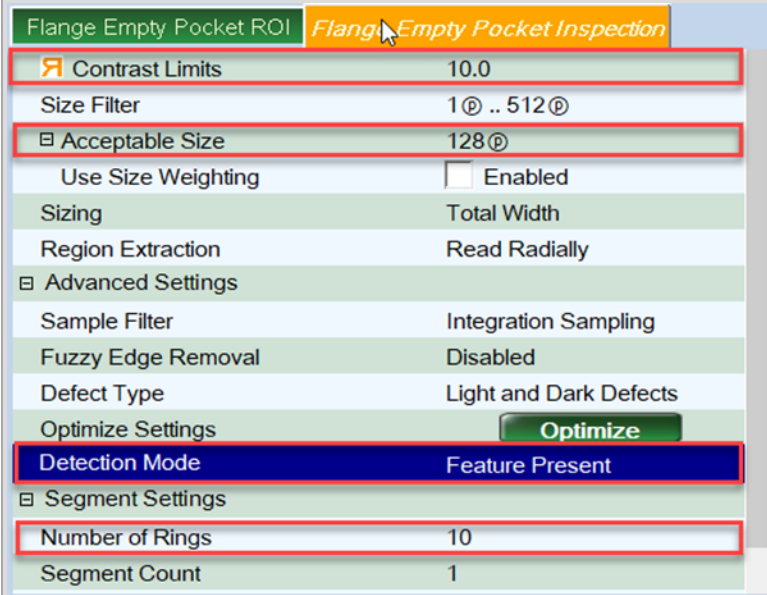 Flange Empty Pocket ROI Flange Empty Pocket Inspection
Я Contrast Limits 10.0
Size Filter 1ⓟ .. 512ⓟ
Acceptable Size 128ⓟ
Use Size Weighting Enabled
Sizing Total Width
Region Extraction Read Radially
Advanced Settings
Sample Filter Integration Sampling
Fuzzy Edge Removal Disabled
Defect Type Light and Dark Defects
Optimize Settings Optimize
Detection Mode Feature Present
Segment Settings
Number of Rings 10
Segment Count 1